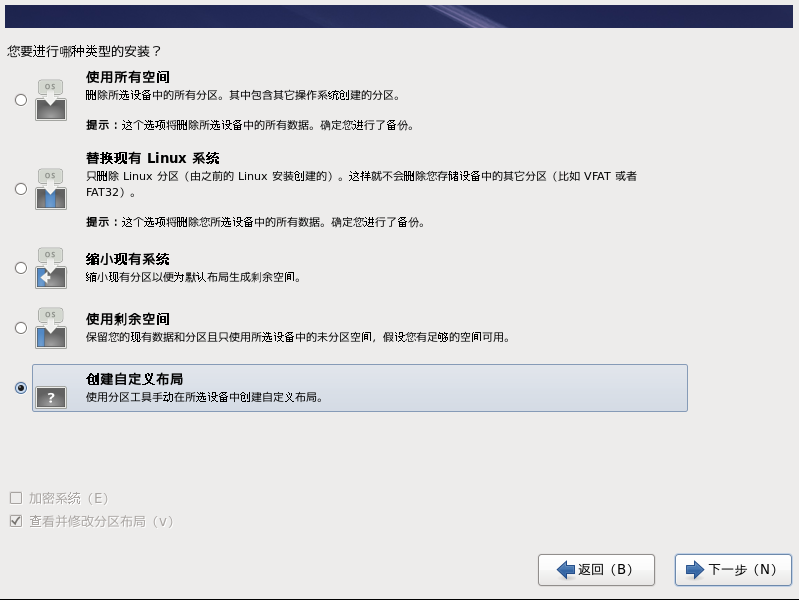 您要进行哪种类型的安装？
OS
使用所有空间
删除所选设备中的所有分区。其中包含其它操作系统创建的分区。
提示：这个选项将删除所选设备中的所有数据。确定您进行了备份。
OS
替换现有 Linux 系统
只删除 Linux 分区（由之前的 Linux 安装创建的）。这样就不会删除您存储设备中的其它分区（比如 VFAT 或者
FAT32）。
提示：这个选项将删除您所选设备中的所有数据。确定您进行了备份。
OS
缩小现有系统
缩小现有分区以便为默认布局生成剩余空间。
OS
使用剩余空间
保留您的现有数据和分区且只使用所选设备中的未分区空间，假设您有足够的空间可用。
?
创建自定义布局
使用分区工具手动在所选设备中创建自定义布局。
加密系统（E）
查看并修改分区布局（v）
返回（B）
下一步（N）